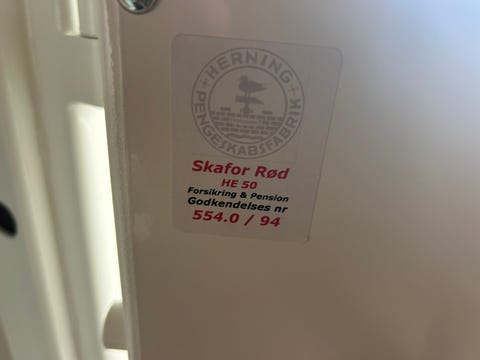 HERNING
PENGESKABSFABRIK
Skafor Rød
HE 50
Forsikring & Pension
Godkendelses nr
554.0 / 94